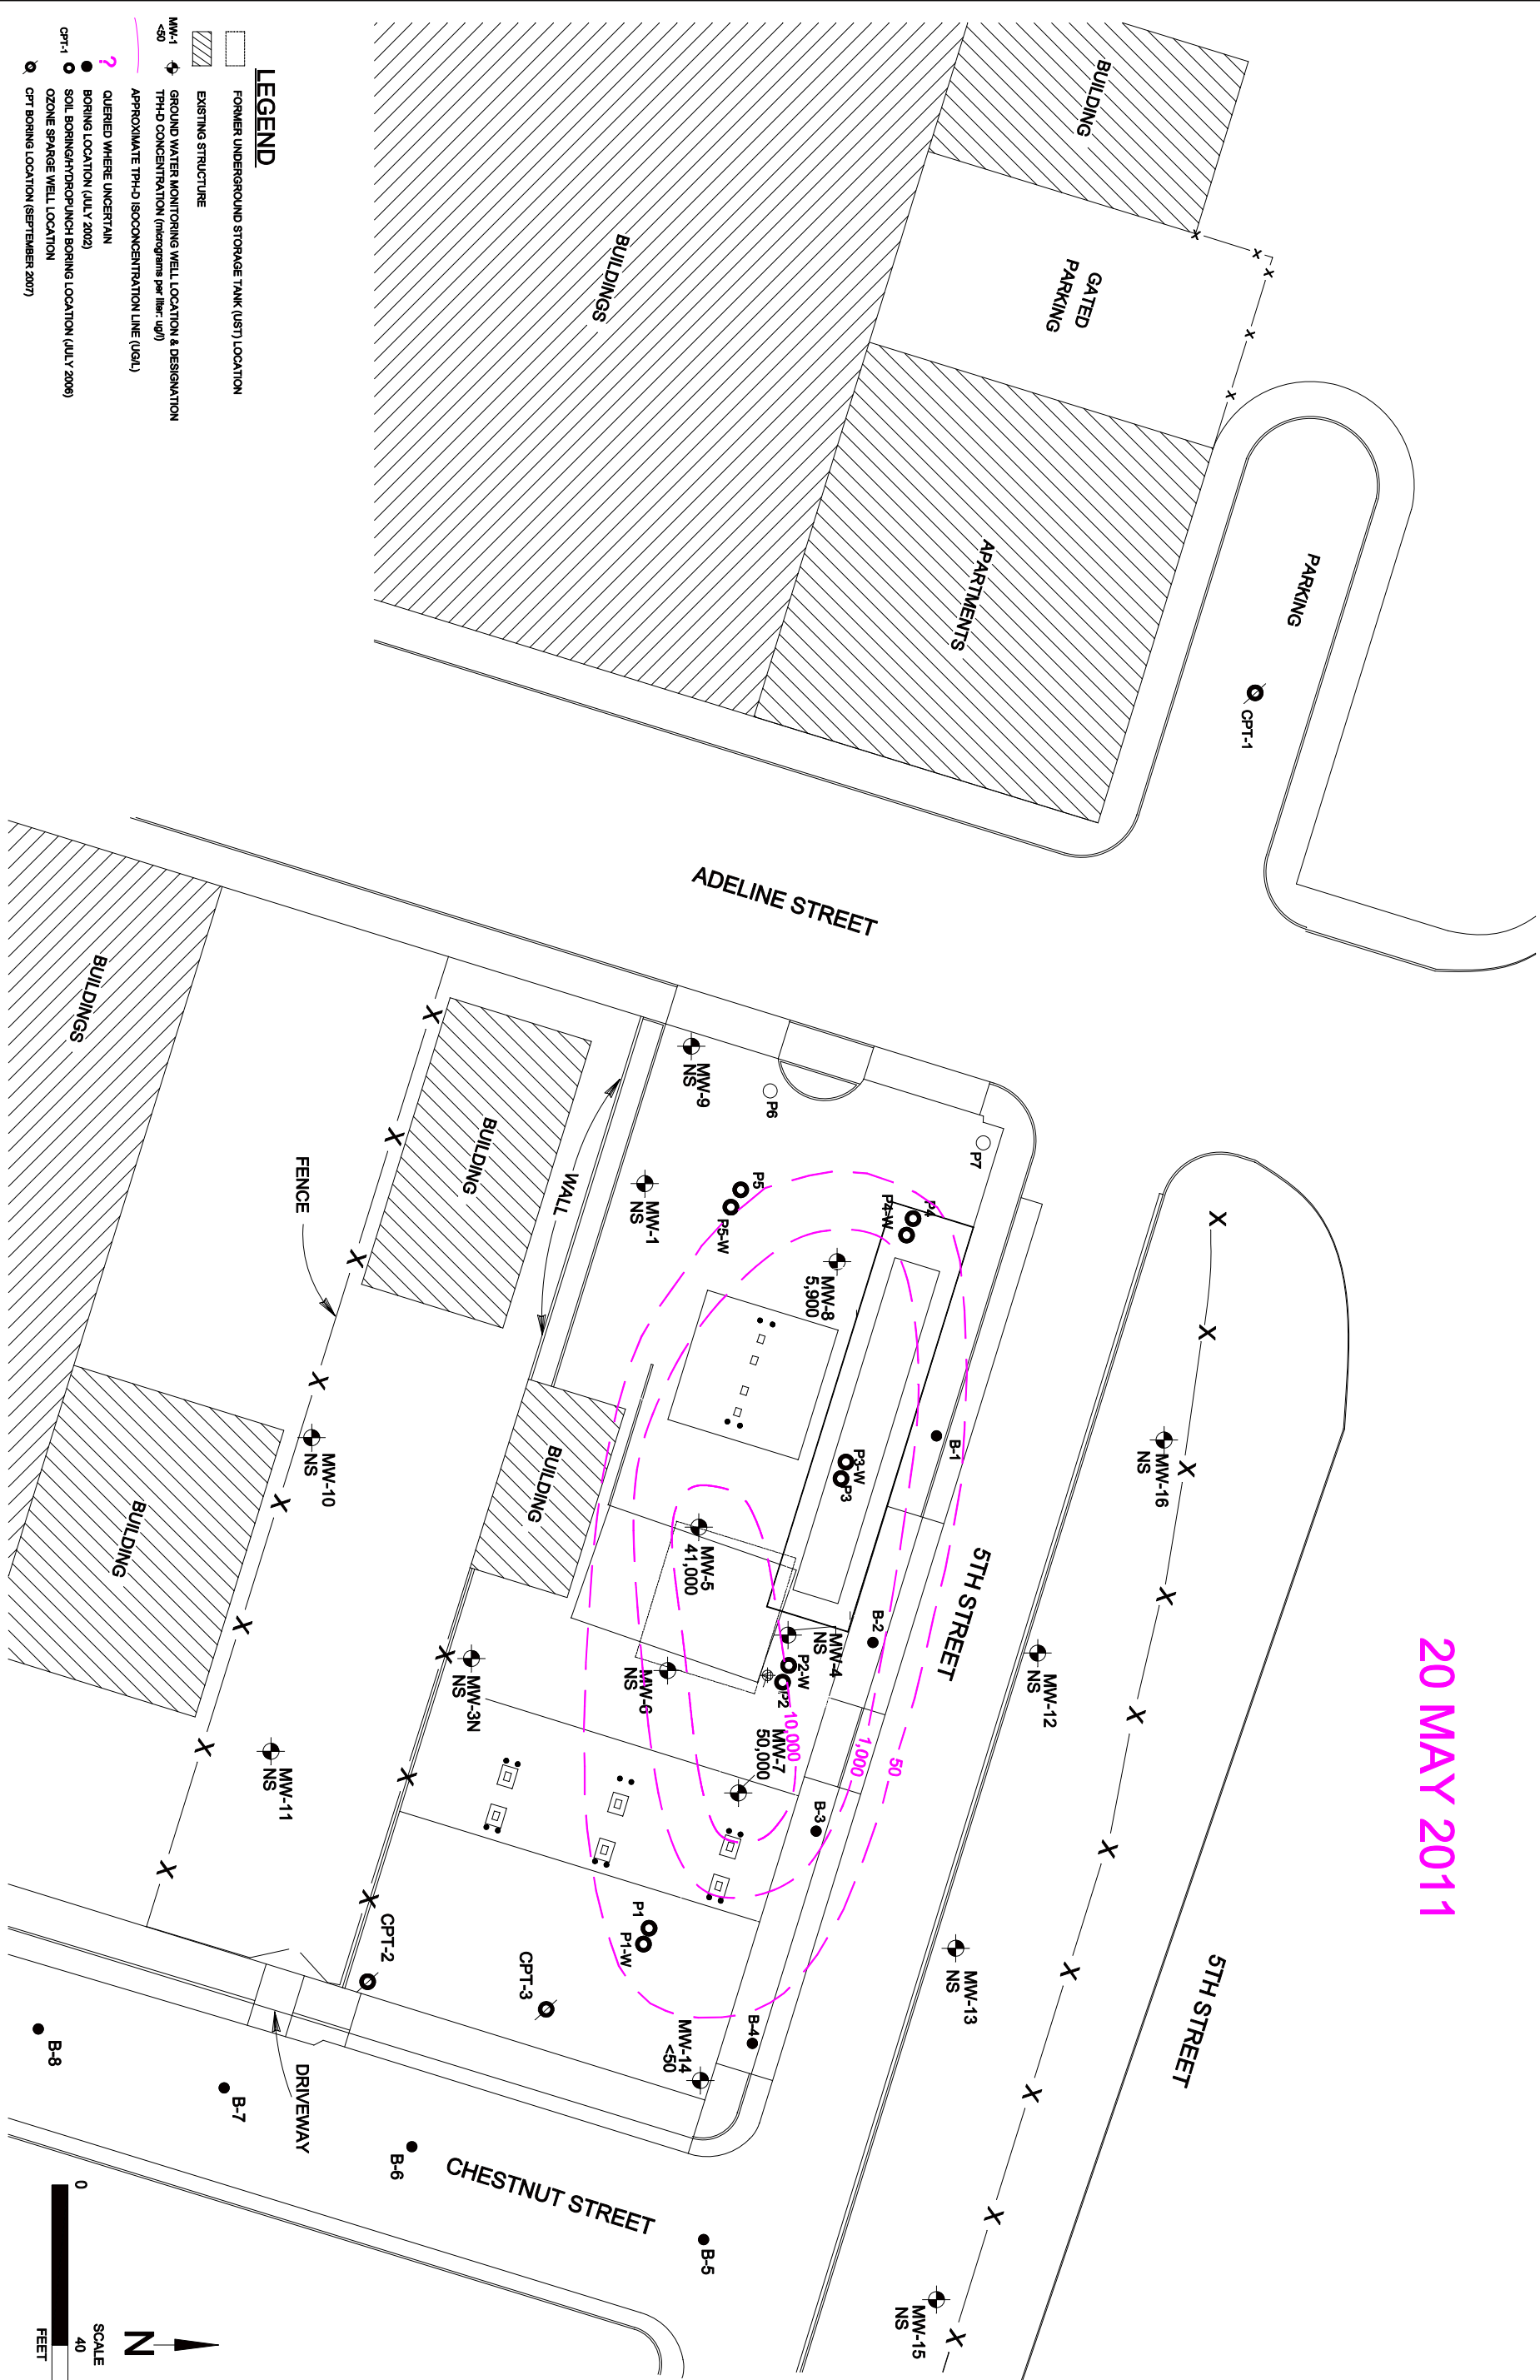 20 MAY 2011
BUILDING
GATED
PARKING
BUILDINGS
APARTMENTS
PARKING
CPT-1
ADELINE STREET
5TH STREET
5TH STREET
CHESTNUT STREET
BUILDINGS
BUILDING
BUILDING
BUILDING
WALL
FENCE
DRIVEWAY
MW-9
NS
P6
P7
MW-1
NS
P5
P5-W
P4
P4-W
MW-8
5,900
B-1
P3-W
P3
MW-5
41,000
B-2
MW-4
NS
P2-W
P2
MW-6
NS
MW-3N
NS
MW-10
NS
MW-11
NS
10,000
1,000
50
MW-7
50,000
B-3
P1
P1-W
CPT-2
CPT-3
MW-14
<50
B-4
B-5
B-6
B-7
B-8
MW-16
NS
MW-12
NS
MW-13
NS
MW-15
NS
LEGEND
FORMER UNDERGROUND STORAGE TANK (UST) LOCATION
EXISTING STRUCTURE
MW-1
<50
GROUND WATER MONITORING WELL LOCATION & DESIGNATION
TPH-D CONCENTRATION (micrograms per liter: ug/l)
APPROXIMATE TPH-D ISOCONCENTRATION LINE (UG/L)
? QUERIED WHERE UNCERTAIN
BORING LOCATION (JULY 2002)
CPT-1 SOIL BORING/HYDROPUNCH BORING LOCATION (JULY 2006)
OZONE SPARGE WELL LOCATION
CPT BORING LOCATION (SEPTEMBER 2007)
N
SCALE
0 40
FEET